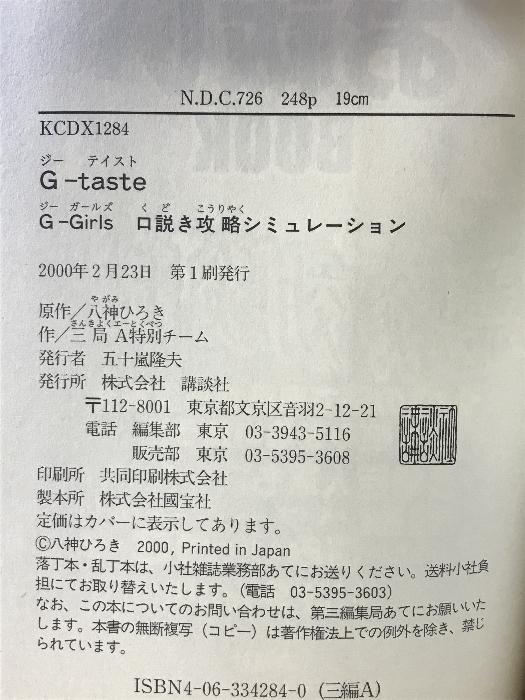 N.D.C.726 248p 19cm
KCDX1284
ジー テイスト
G-taste
ジー ガールズ くど こうりゃく
G-Girls 口説き攻略シミュレーション
2000年2月23日 第1刷発行
やがみ
原作/八神ひろき
さんきょくエーとくべつ
作/三局A特別チーム
発行者 五十嵐隆夫
発行所 株式会社 講談社
〒112-8001 東京都文京区音羽2-12-21
電話 編集部 東京 03-3943-5116
販売部 東京 03-5395-3608
印刷所 共同印刷株式会社
製本所 株式会社國宝社
定価はカバーに表示してあります。
©八神ひろき 2000, Printed in Japan
落丁本・乱丁本は、小社雑誌業務部あてにお送りください。送料小社負
担にてお取り替えいたします。(電話 03-5395-3603)
なお、この本についてのお問い合わせは、第三編集局あてにお願いいた
します。本書の無断複写(コピー)は著作権法上での例外を除き、禁じ
られています。
ISBN4-06-334284-0 (三編A)